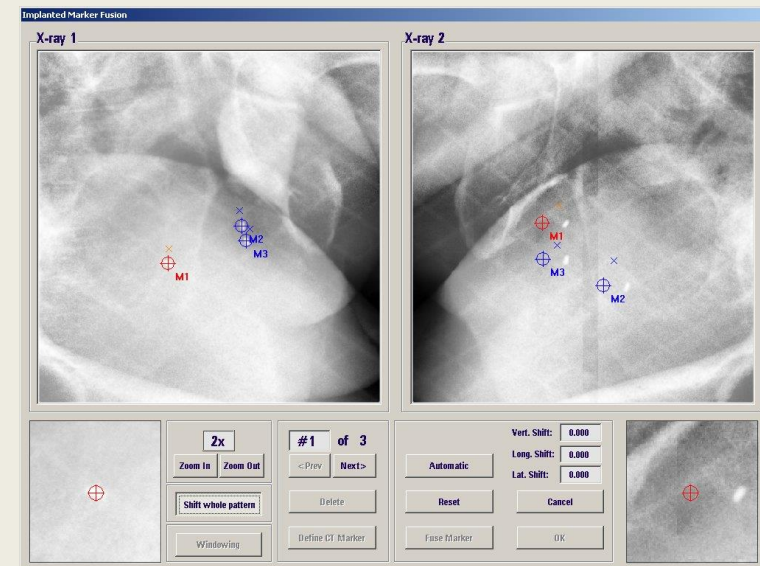 Implanted Marker Fusion
X-ray 1
X-ray 2
M2
M3
M1
M1
M3
M2
2x
Zoom In
Zoom Out
Shift whole pattern
Windowing
#1 of 3
<Prev
Next>
Delete
Define CT Marker
Automatic
Reset
Fuse Marker
Vert. Shift: 0.000
Long. Shift: 0.000
Lat. Shift: 0.000
Cancel
OK